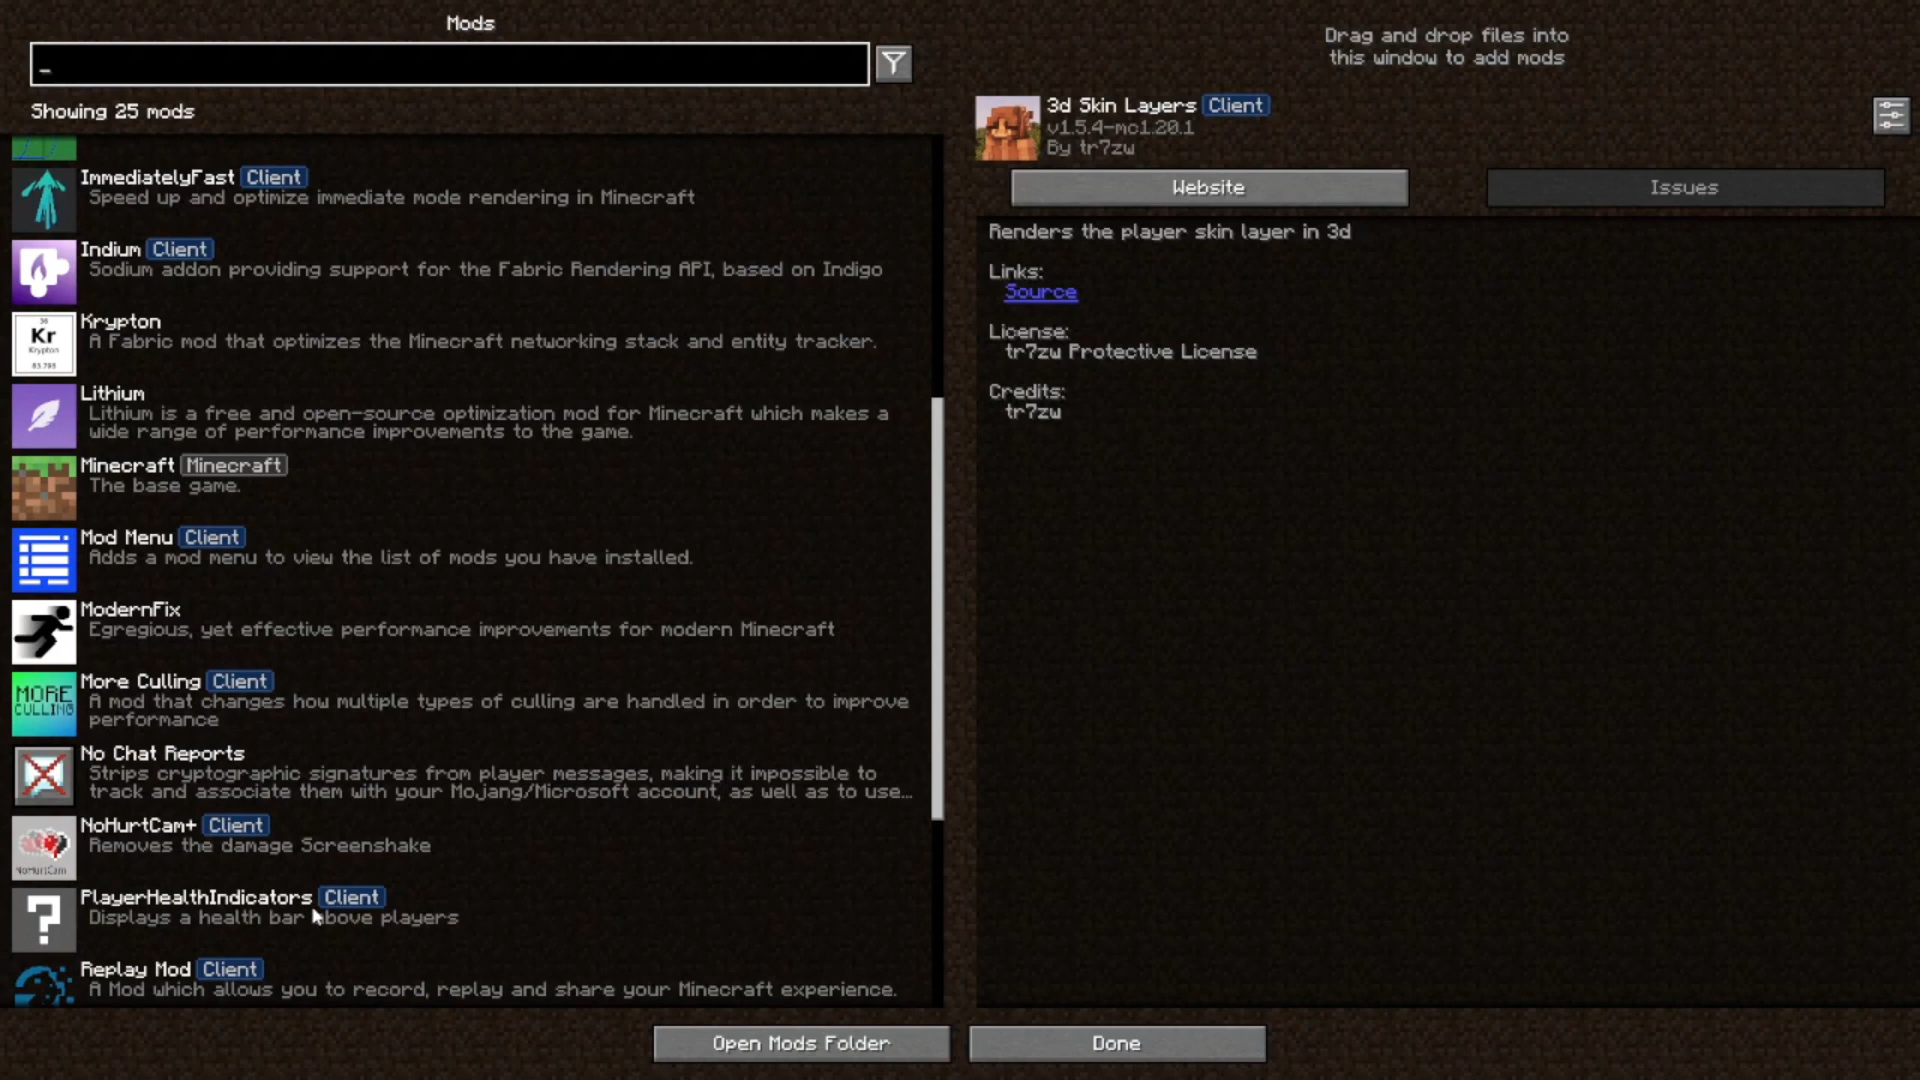 Mods
Drag and drop files into
this window to add mods
_
Showing 25 mods
3d Skin Layers Client
v1.5.4-mc1.20.1
By tr7zw
Website
Issues
Renders the player skin layer in 3d
Links:
Source
License:
tr7zw Protective License
Credits:
tr7zw
ImmediatelyFast Client
Speed up and optimize immediate mode rendering in Minecraft
Indium Client
Sodium addon providing support for the Fabric Rendering API, based on Indigo
36
Kr
Krypton
83.798
Krypton
A Fabric mod that optimizes the Minecraft networking stack and entity tracker.
Lithium
Lithium is a free and open-source optimization mod for Minecraft which makes a
wide range of performance improvements to the game.
Minecraft Minecraft
The base game.
Mod Menu Client
Adds a mod menu to view the list of mods you have installed.
ModernFix
Egregious, yet effective performance improvements for modern Minecraft
MORE
CULLING
More Culling Client
A mod that changes how multiple types of culling are handled in order to improve
performance
No Chat Reports
Strips cryptographic signatures from player messages, making it impossible to
track and associate them with your Mojang/Microsoft account, as well as to use...
NoHurtCam
NoHurtCam+ Client
Removes the damage Screenshake
?
PlayerHealthIndicators Client
Displays a health bar above players
Replay Mod Client
A Mod which allows you to record, replay and share your Minecraft experience.
Open Mods Folder
Done